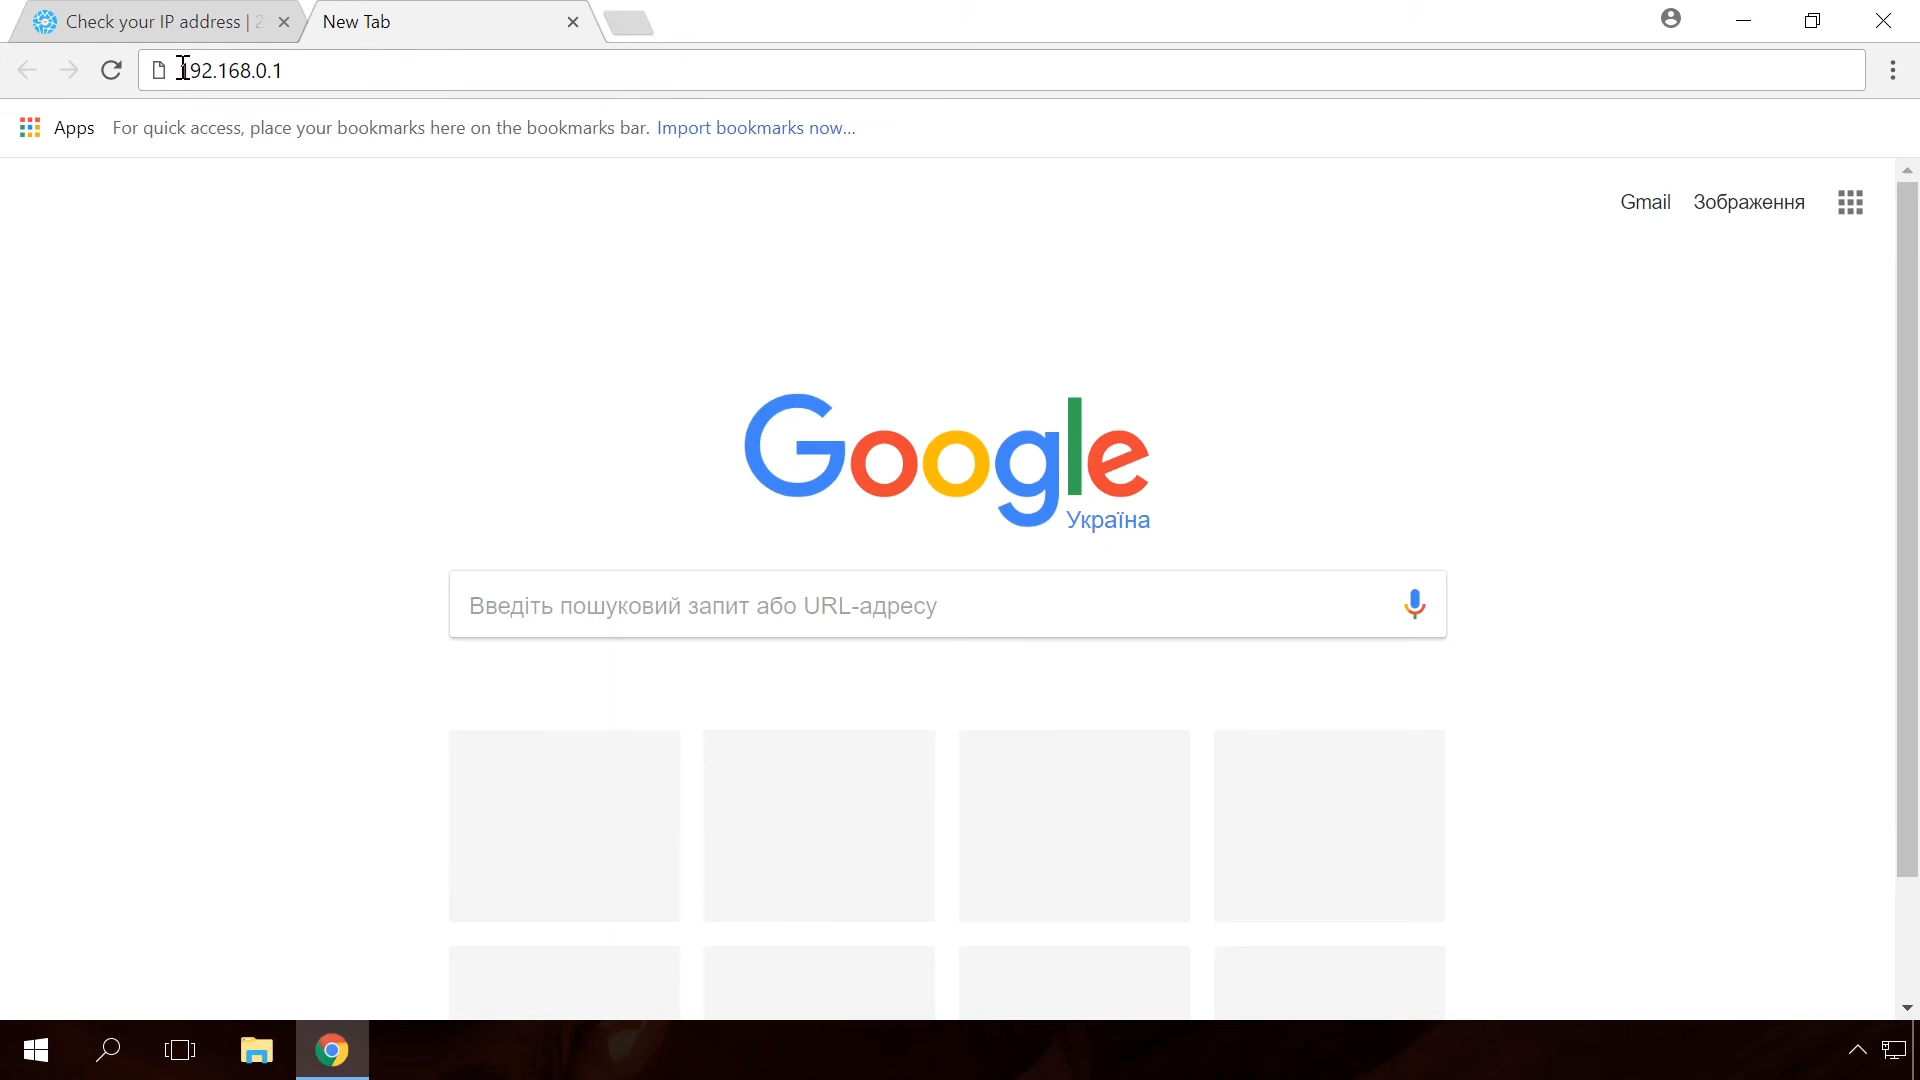 Check your IP address | 2
New Tab
192.168.0.1
Apps For quick access, place your bookmarks here on the bookmarks bar. Import bookmarks now...
Gmail Зображення
Google
Україна
Введіть пошуковий запит або URL-адресу